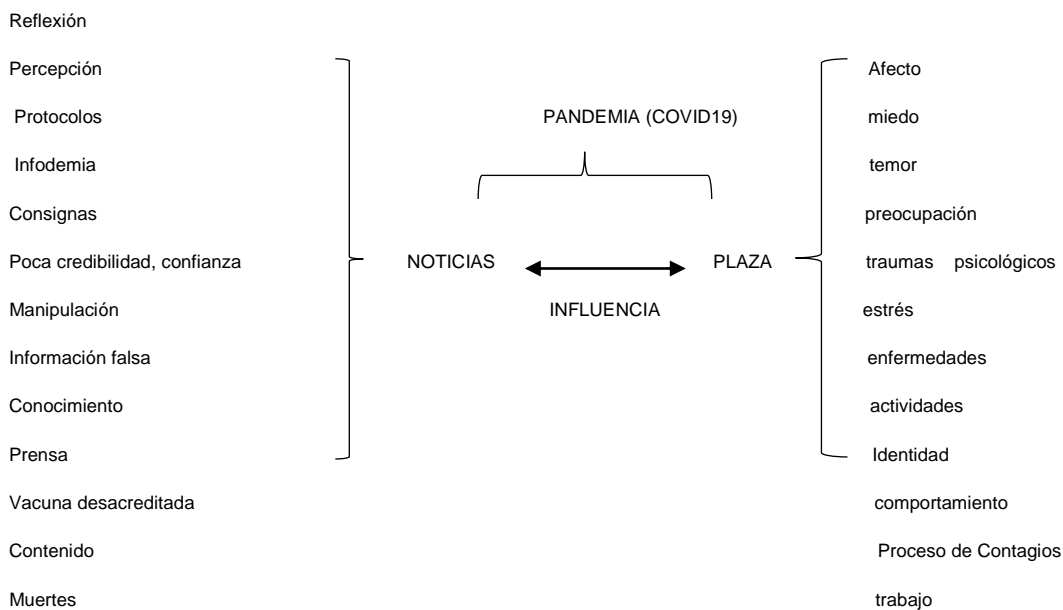 Reflexión
Percepción
Afecto
Protocolos
PANDEMIA (COVID19)
miedo
Infodemia
temor
Consignas
preocupación
Poca credibilidad, confianza
NOTICIAS
PLAZA
traumas psicológicos
Manipulación
INFLUENCIA
estrés
Información falsa
enfermedades
Conocimiento
actividades
Prensa
Identidad
Vacuna desacreditada
comportamiento
Contenido
Proceso de Contagios
Muertes
trabajo